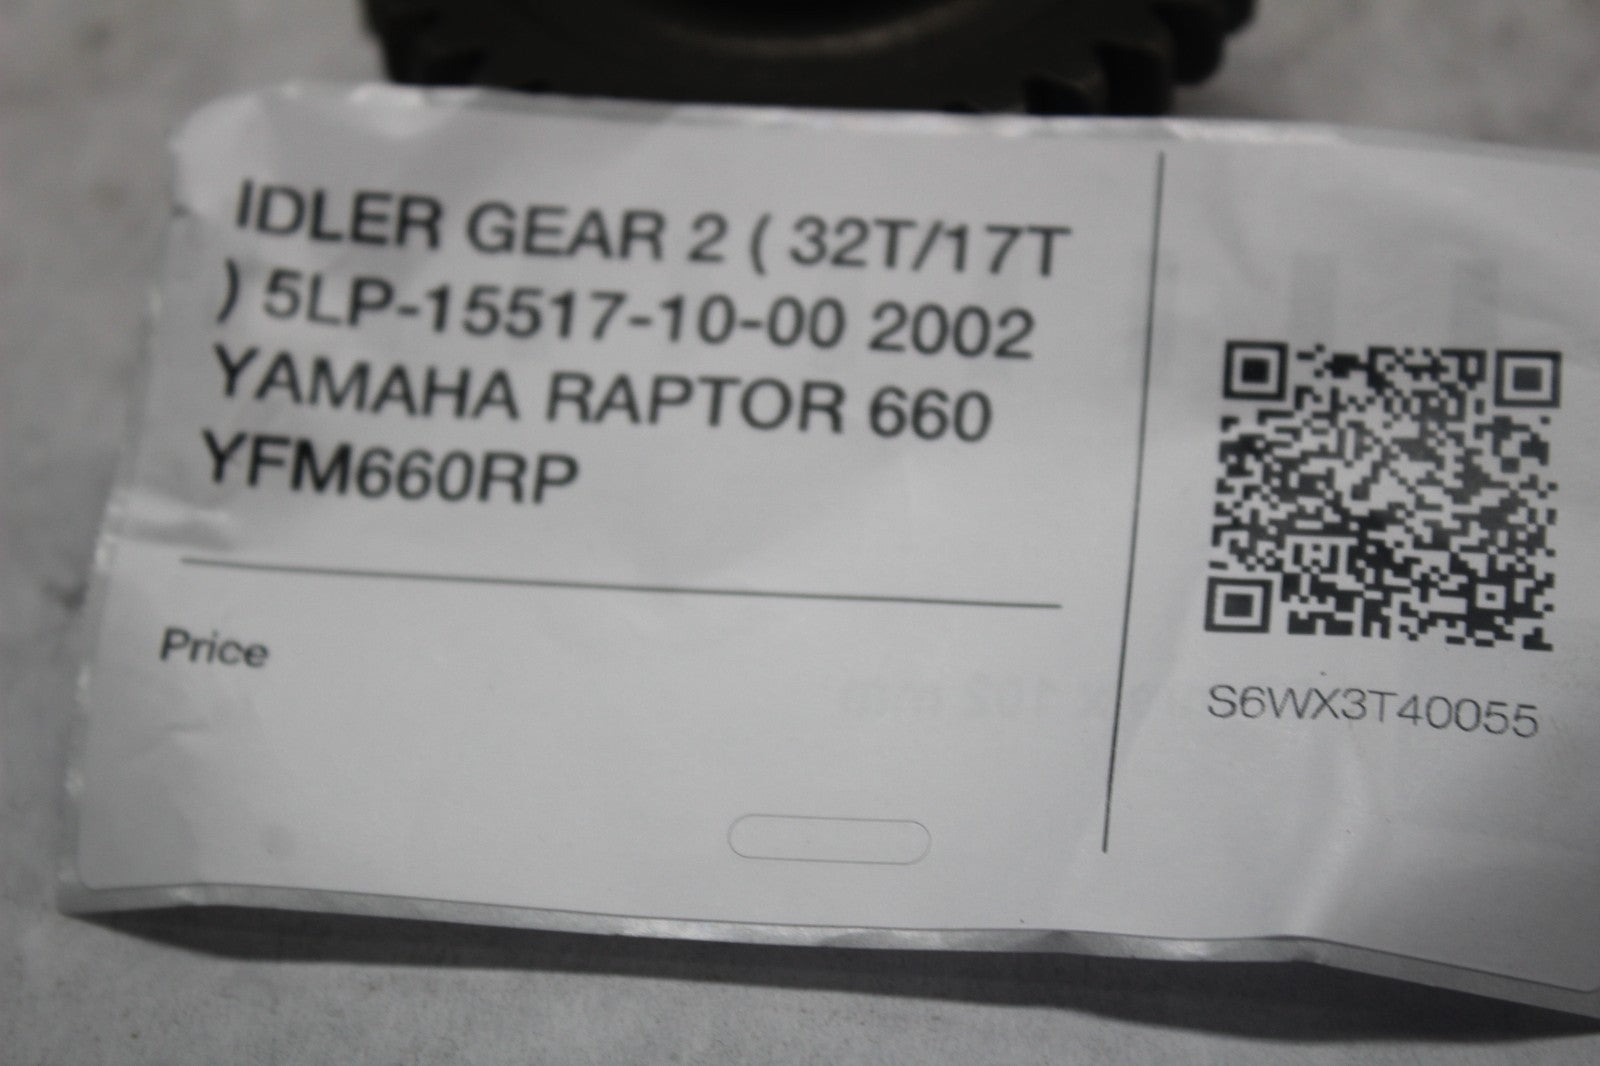 IDLER GEAR 2 ( 32T/17T
) 5LP-15517-10-00 2002
YAMAHA RAPTOR 660
YFM660RP
Price
S6WX3T40055